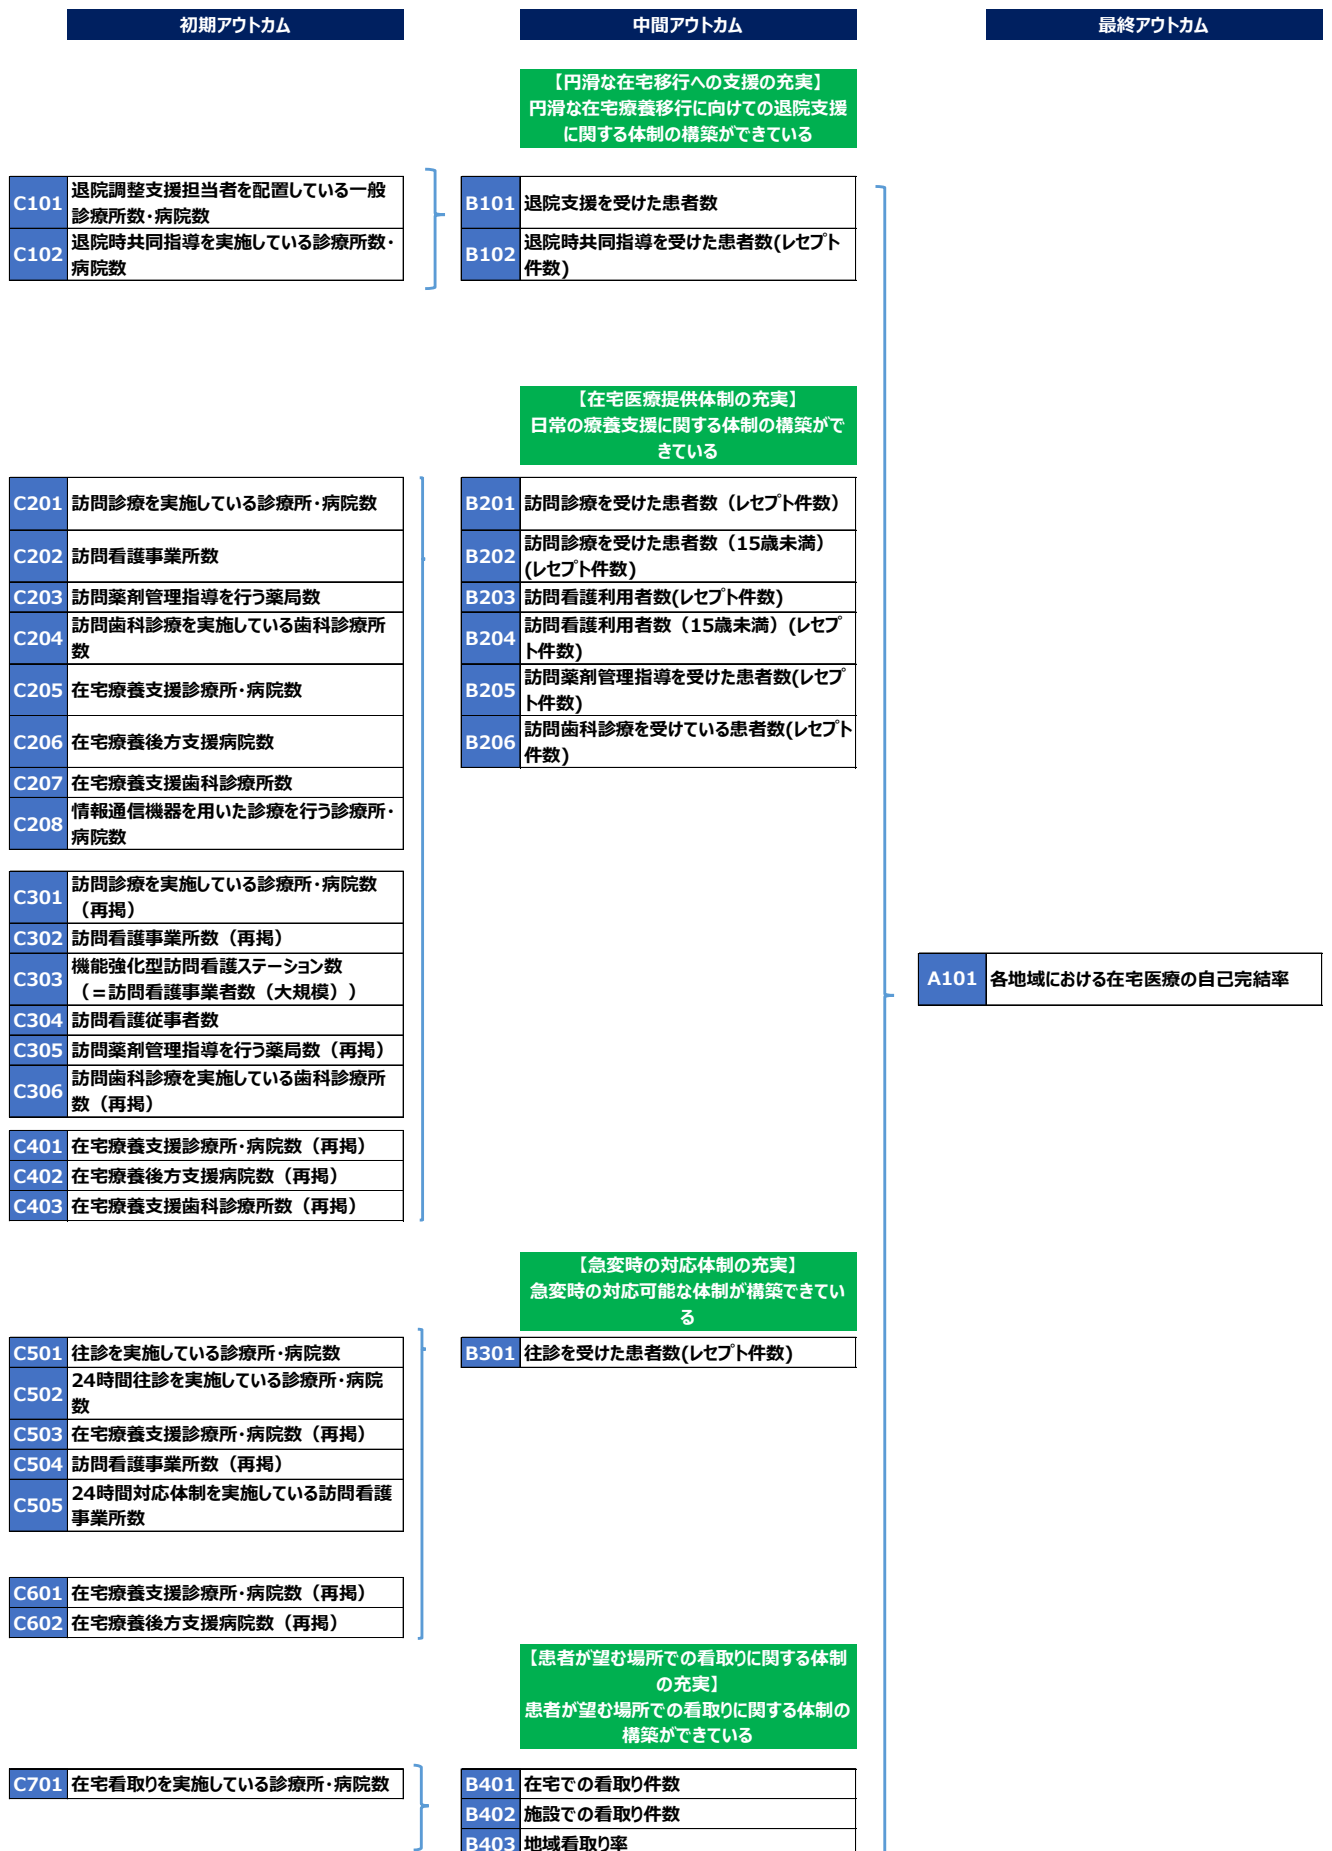 初期アウトカム
中間アウトカム
最終アウトカム
【円滑な在宅移行への支援の充実】
円滑な在宅療養移行に向けての退院支援
に関する体制の構築ができている
C101
退院調整支援担当者を配置している一般
診療所数・病院数
C102
退院時共同指導を実施している診療所数・
病院数
B101
退院支援を受けた患者数
B102
退院時共同指導を受けた患者数(レセプト
件数)
【在宅医療提供体制の充実】
日常の療養支援に関する体制の構築がで
きている
C201
訪問診療を実施している診療所・病院数
C202
訪問看護事業所数
C203
訪問薬剤管理指導を行う薬局数
C204
訪問歯科診療を実施している歯科診療所
数
C205
在宅療養支援診療所・病院数
C206
在宅療養後方支援病院数
C207
在宅療養支援歯科診療所数
C208
情報通信機器を用いた診療を行う診療所・
病院数
B201
訪問診療を受けた患者数（レセプト件数）
B202
訪問診療を受けた患者数（15歳未満）
(レセプト件数)
B203
訪問看護利用者数(レセプト件数)
B204
訪問看護利用者数（15歳未満）(レセプ
ト件数)
B205
訪問薬剤管理指導を受けた患者数(レセプ
ト件数)
B206
訪問歯科診療を受けている患者数(レセプト
件数)
C301
訪問診療を実施している診療所・病院数
（再掲）
C302
訪問看護事業所数（再掲）
C303
機能強化型訪問看護ステーション数
（＝訪問看護事業者数（大規模））
C304
訪問看護従事者数
C305
訪問薬剤管理指導を行う薬局数（再掲）
C306
訪問歯科診療を実施している歯科診療所
数（再掲）
A101
各地域における在宅医療の自己完結率
C401
在宅療養支援診療所・病院数（再掲）
C402
在宅療養後方支援病院数（再掲）
C403
在宅療養支援歯科診療所数（再掲）
【急変時の対応体制の充実】
急変時の対応可能な体制が構築できてい
る
C501
往診を実施している診療所・病院数
C502
24時間往診を実施している診療所・病院
数
C503
在宅療養支援診療所・病院数（再掲）
C504
訪問看護事業所数（再掲）
C505
24時間対応体制を実施している訪問看護
事業所数
B301
往診を受けた患者数(レセプト件数)
C601
在宅療養支援診療所・病院数（再掲）
C602
在宅療養後方支援病院数（再掲）
【患者が望む場所での看取りに関する体制
の充実】
患者が望む場所での看取りに関する体制の
構築ができている
C701
在宅看取りを実施している診療所・病院数
B401
在宅での看取り件数
B402
施設での看取り件数
B403
地域看取り率